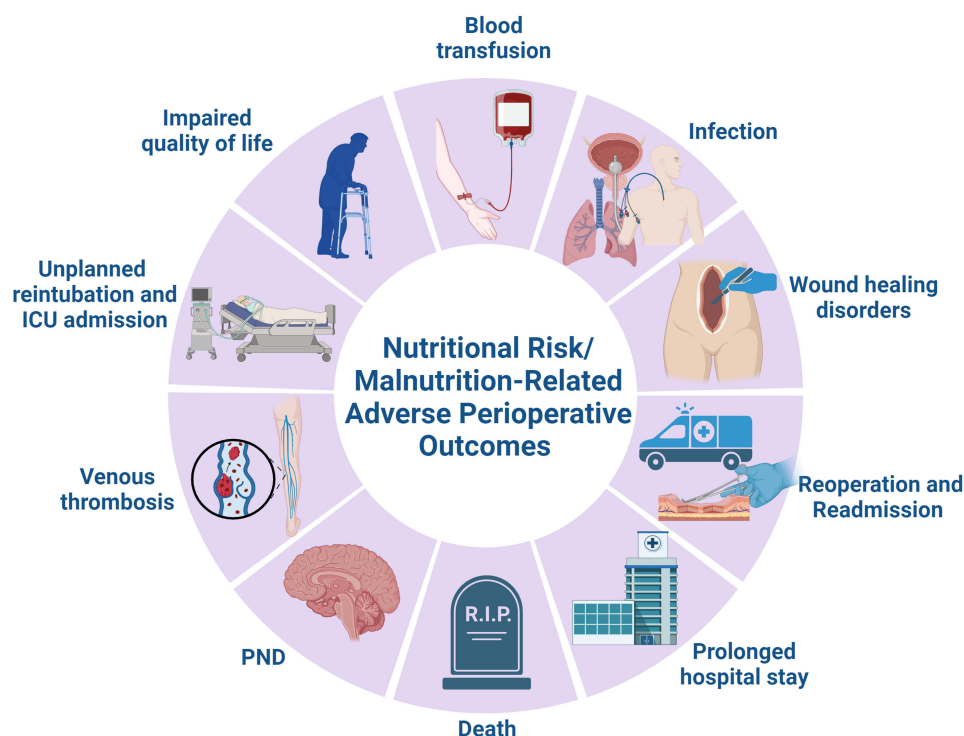 Blood
transfusion
Infection
Wound healing
disorders
Reoperation and
Readmission
Prolonged
hospital stay
Death
R.I.P.
PND
Venous
thrombosis
Unplanned
reintubation and
ICU admission
Impaired
quality of life
Nutritional Risk/
Malnutrition-Related
Adverse Perioperative
Outcomes